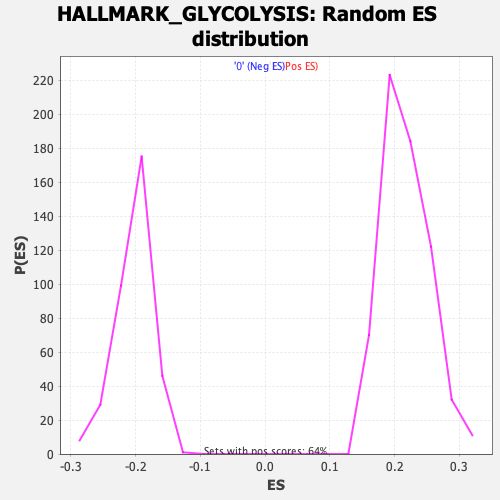 HALLMARK_GLYCOLYSIS: Random ES
distribution
'0' (Neg ES)Pos ES)
P(ES)
220
200
180
160
140
120
100
80
60
40
20
0
Sets with pos scores: 64%
-0.3 -0.2 -0.1 0.0 0.1 0.2 0.3
ES